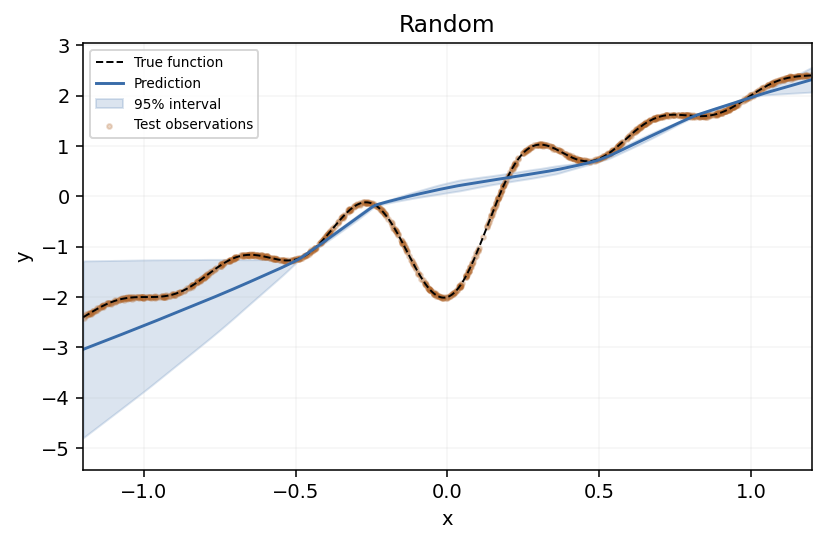 Random
True function
Prediction
95% interval
Test observations
3
2
1
0
−1
−2
−3
−4
−5
y
−1.0
−0.5
0.0
0.5
1.0
x